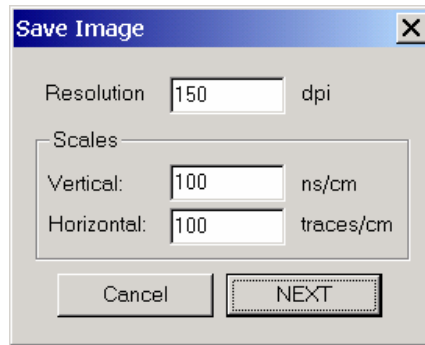 Save Image
Resolution 150 dpi
Scales
Vertical: 100 ns/cm
Horizontal: 100 traces/cm
Cancel NEXT